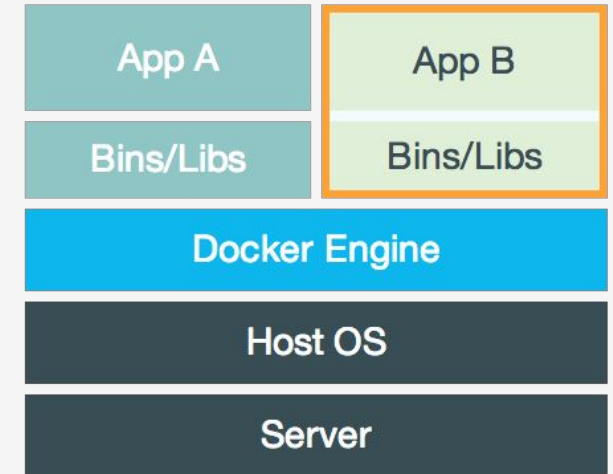 App A
App B
Bins/Libs
Bins/Libs
Docker Engine
Host OS
Server